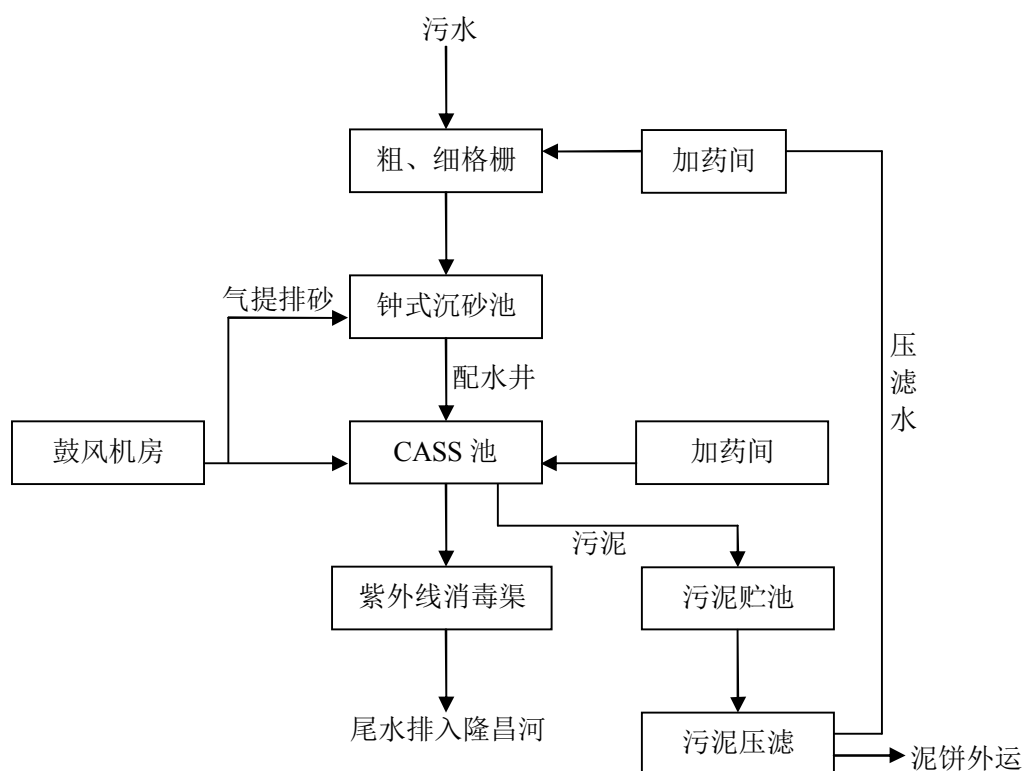 污水
粗、细格栅
加药间
气提排砂
钟式沉砂池
配水井
压滤水
鼓风机房
CASS 池
加药间
污泥
紫外线消毒渠
污泥贮池
尾水排入隆昌河
污泥压滤
泥饼外运